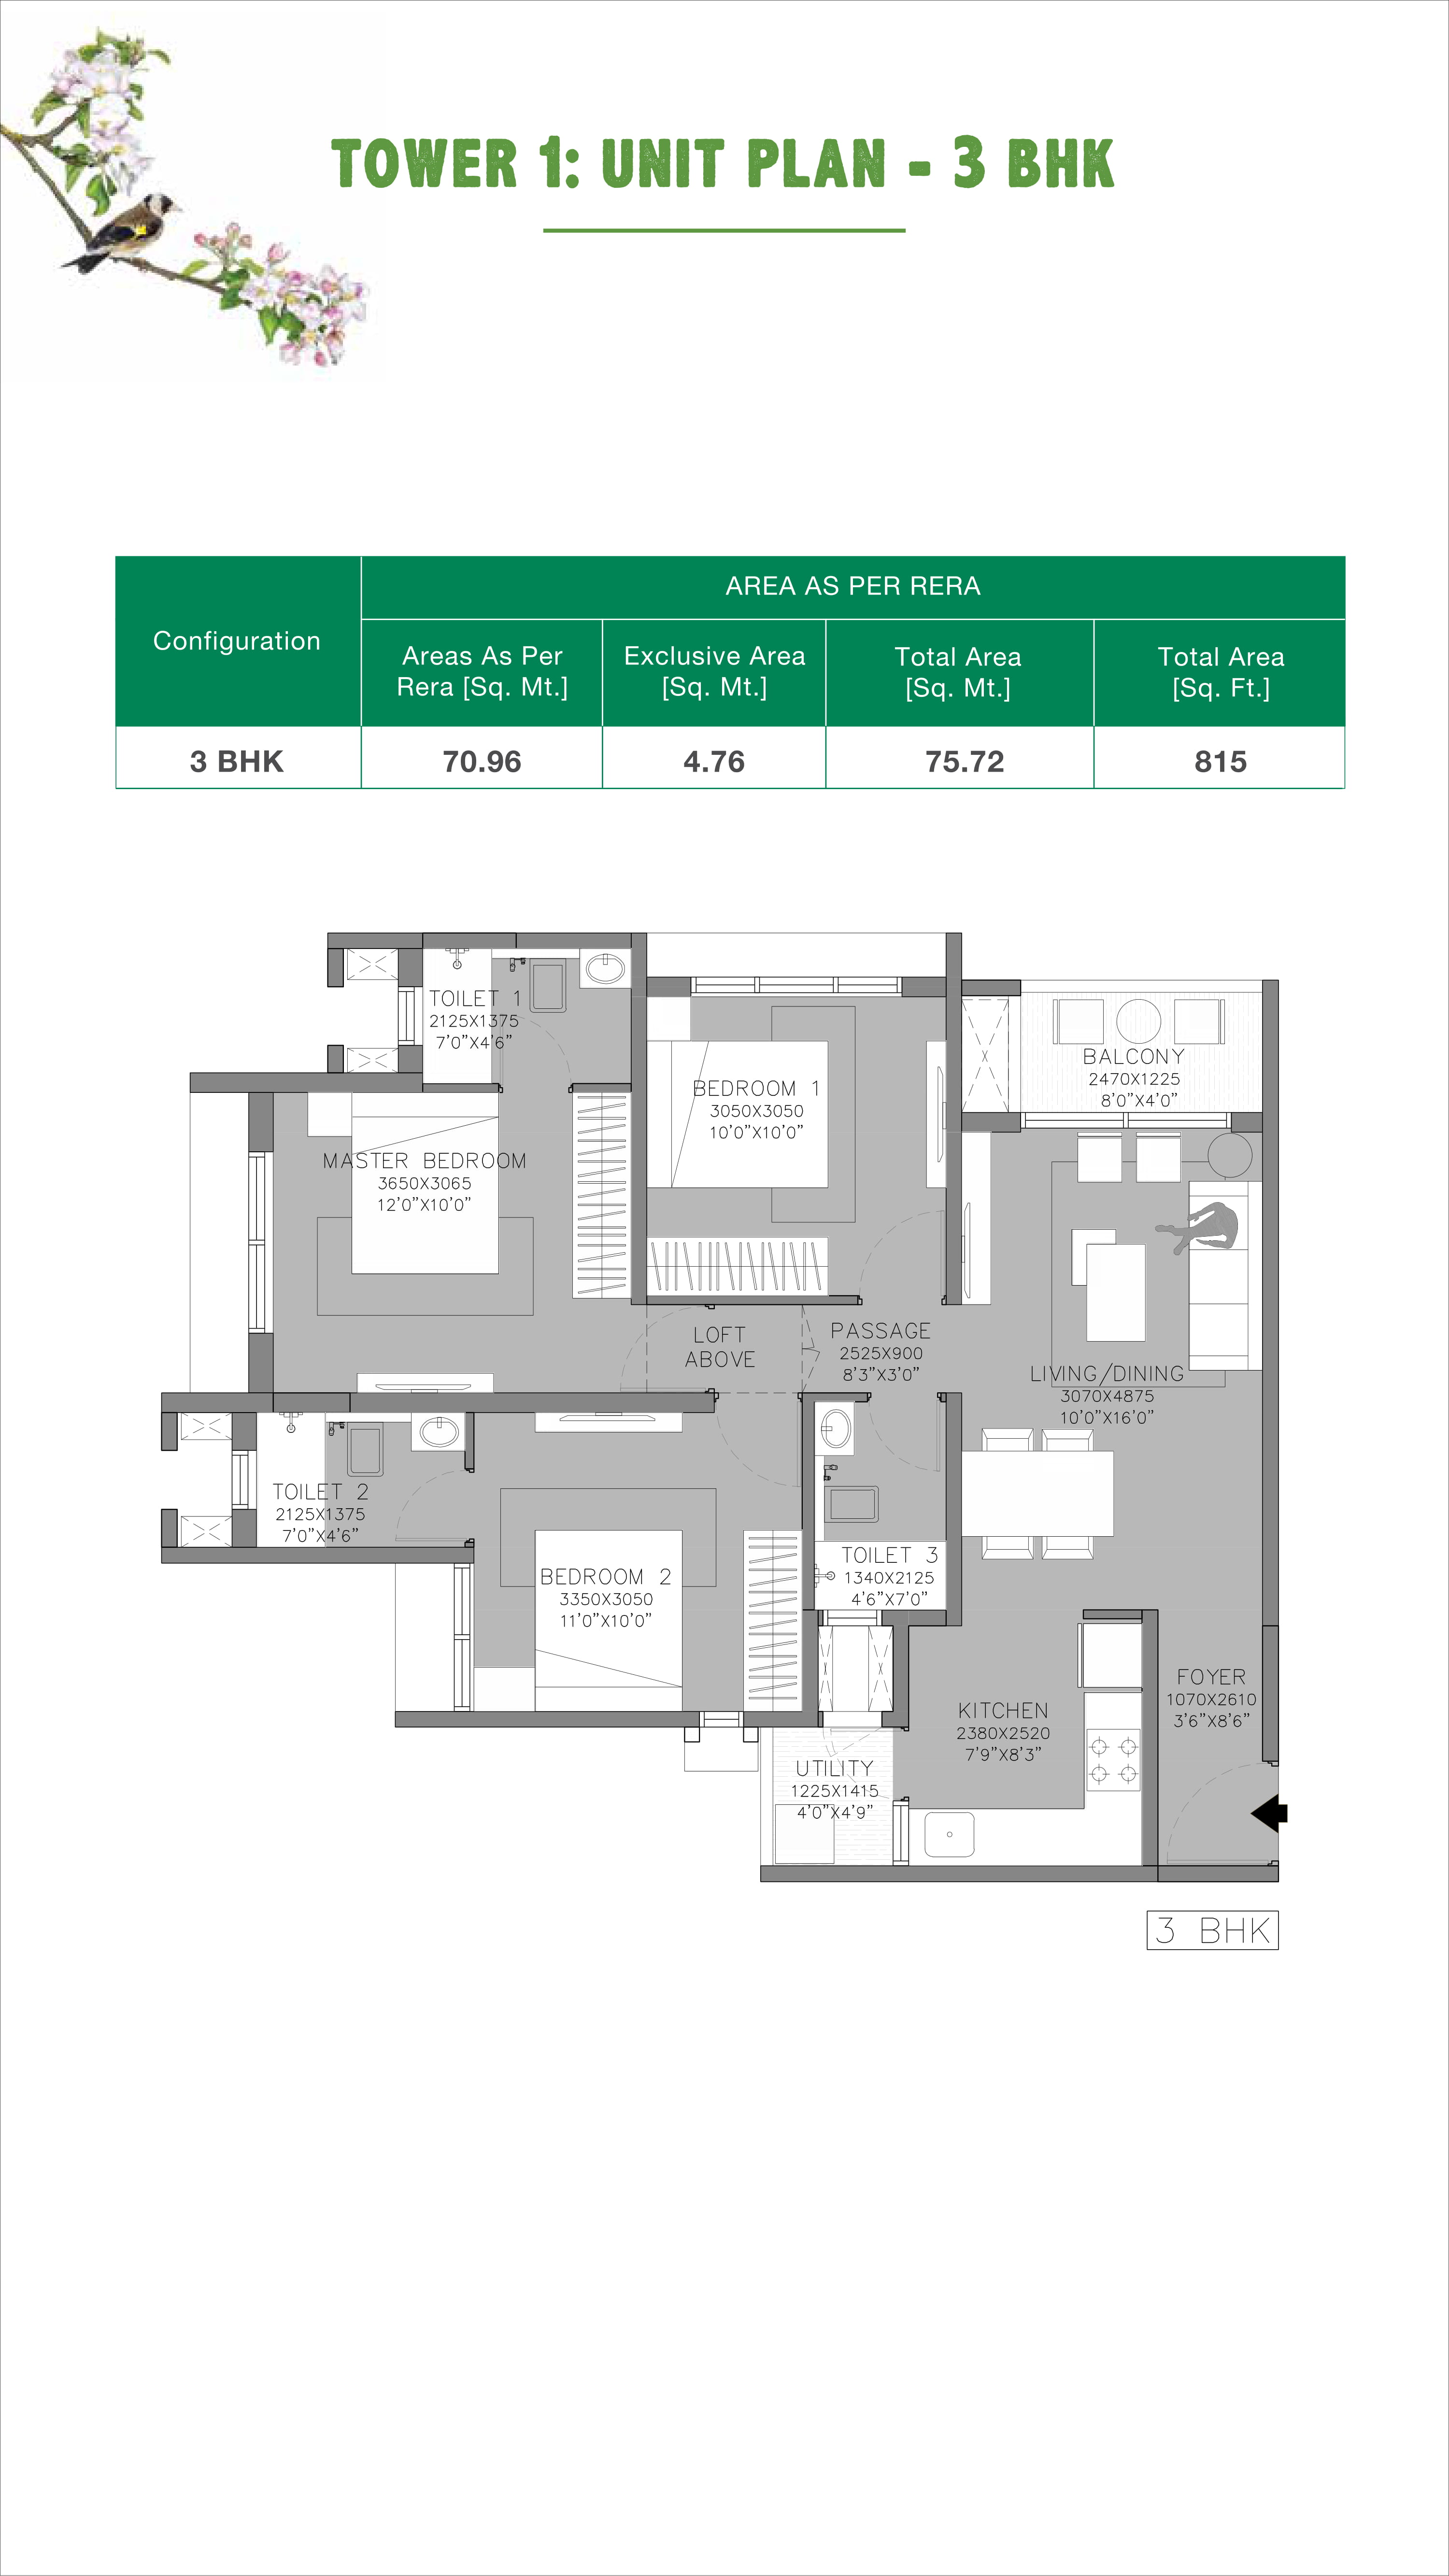 TOWER 1: UNIT PLAN - 3 BHK
AREA AS PER RERA
Configuration
Areas As Per
Rera [Sq. Mt.]
Exclusive Area
[Sq. Mt.]
Total Area
[Sq. Mt.]
Total Area
[Sq. Ft.]
3 BHK
70.96
4.76
75.72
815
TOILET 1
2125X1375
7'0"X4'6"
BEDROOM 1
3050X3050
10'0"X10'0"
BALCONY
2470X1225
8'0"X4'0"
MASTER BEDROOM
3650X3065
12'0"X10'0"
LOFT
ABOVE
PASSAGE
2525X900
8'3"X3'0"
LIVING/DINING
3070X4875
10'0"X16'0"
TOILET 2
2125X1375
7'0"X4'6"
BEDROOM 2
3350X3050
11'0"X10'0"
TOILET 3
1340X2125
4'6"X7'0"
KITCHEN
2380X2520
7'9"X8'3"
FOYER
1070X2610
3'6"X8'6"
UTILITY
1225X1415
4'0"X4'9"
3 BHK